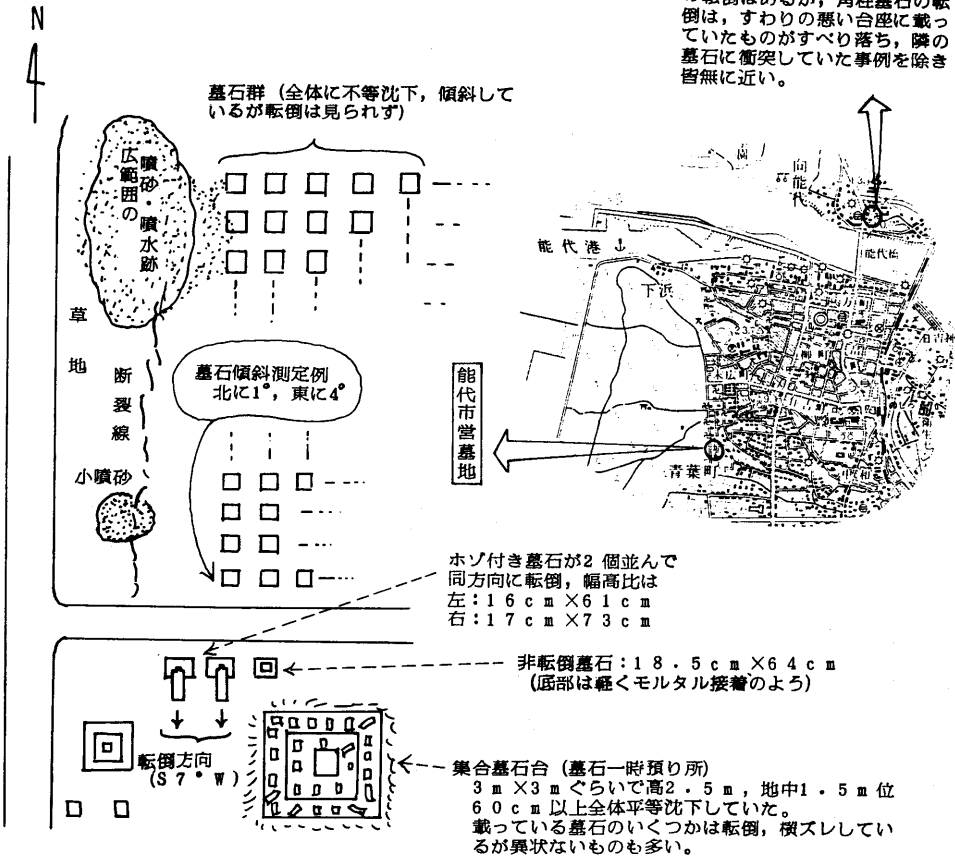 の転倒はあるが，角柱墓石の転
倒は，すわりの悪い台座に載っ
ていたものがすべり落ち，隣の
墓石に衝突していた事例を除き
皆無に近い。
N
墓石群（全体に不等沈下，傾斜して
いるが転倒は見られず）
広範囲の
噴砂・噴水跡
草地
断裂線
小噴砂
墓石傾斜測定例
北に1°，東に4°
向能代
能代橋
能代港
下浜
青葉町
能代市営墓地
ホゾ付き墓石が2個並んで
同方向に転倒，幅高比は
左：16cm×61cm
右：17cm×73cm
非転倒墓石：18．5cm×64cm
（底部は軽くモルタル接着のよう）
転倒方向
（S7°W）
集合墓石台（墓石一時預り所）
3m×3mぐらいで高2．5m，地中1．5m位
60cm以上全体平等沈下していた。
載っている墓石のいくつかは転倒，横ズレしてい
るが異状ないものも多い。